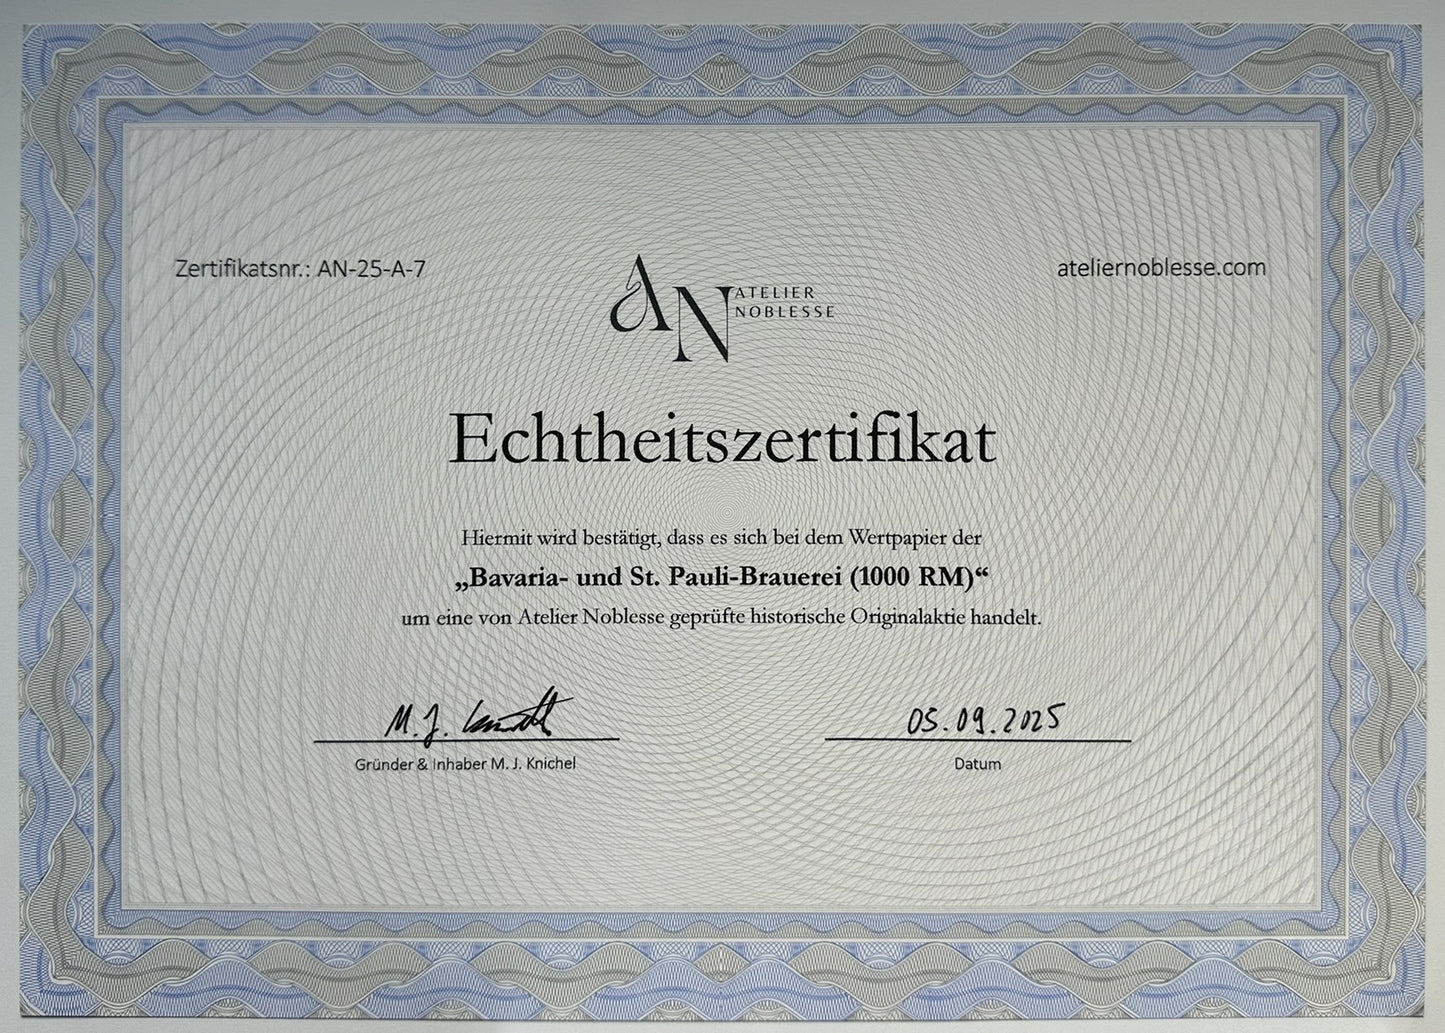 Zertifikatsnr.: AN-25-A-7
ateliernoblesse.com
AN
ATELIER
NOBLESSE
Echtheitszertifikat
Hiermit wird bestätigt, dass es sich bei dem Wertpapier der
„Bavaria- und St. Pauli-Brauerei (1000 RM)“
um eine von Atelier Noblesse geprüfte historische Originalaktie handelt.
M. J. Knichel
05.09.2025
Gründer & Inhaber M. J. Knichel
Datum